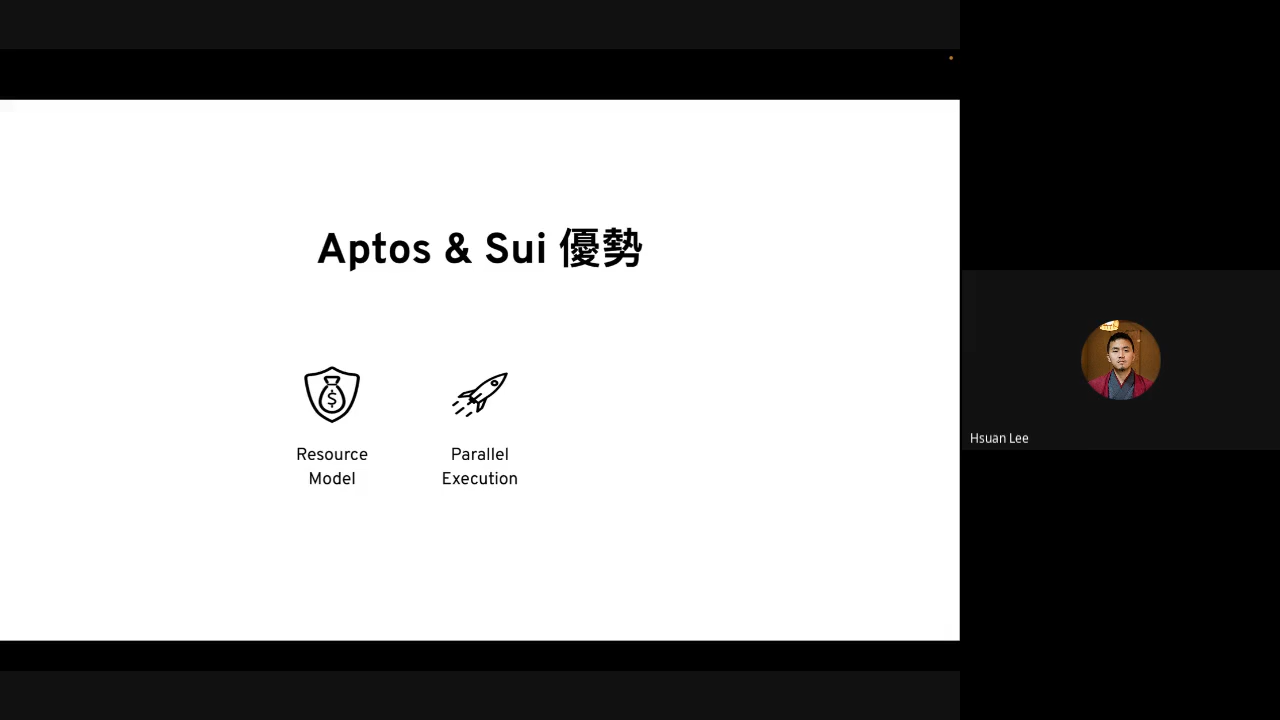 Aptos & Sui 優勢
Resource
Model
Parallel
Execution
Hsuan Lee